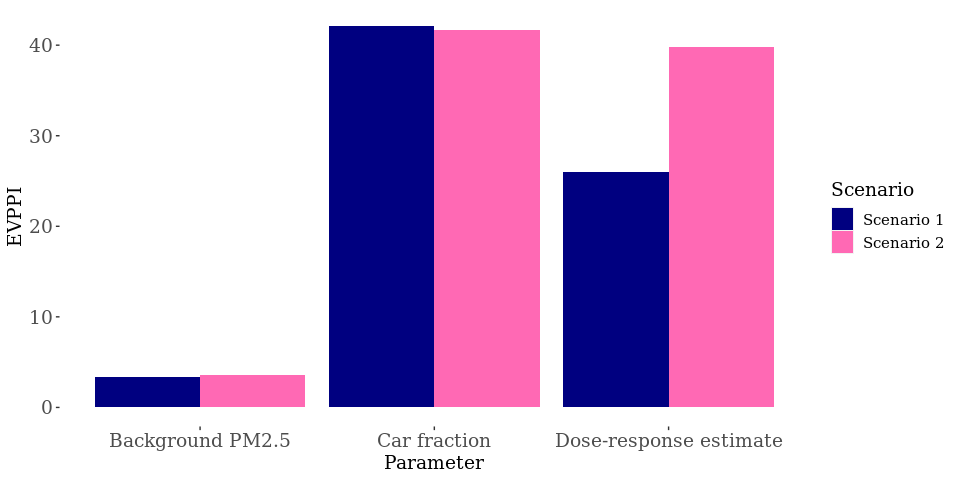 EVPPI
40
30
20
10
0
Background PM2.5
Car fraction
Dose-response estimate
Parameter
Scenario
Scenario 1
Scenario 2